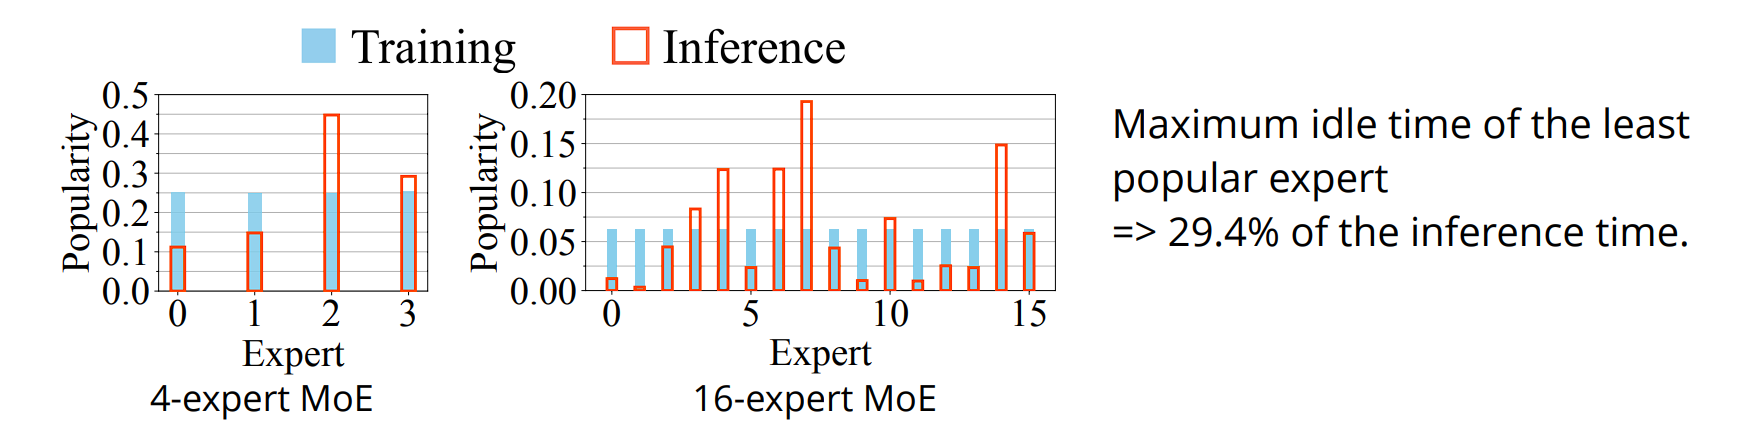 Training
Inference
Popularity
0.5
0.4
0.3
0.2
0.1
0.0
0 1 2 3
Expert
4-expert MoE
Popularity
0.20
0.15
0.10
0.05
0.00
0 5 10 15
Expert
16-expert MoE
Maximum idle time of the least
popular expert
=> 29.4% of the inference time.